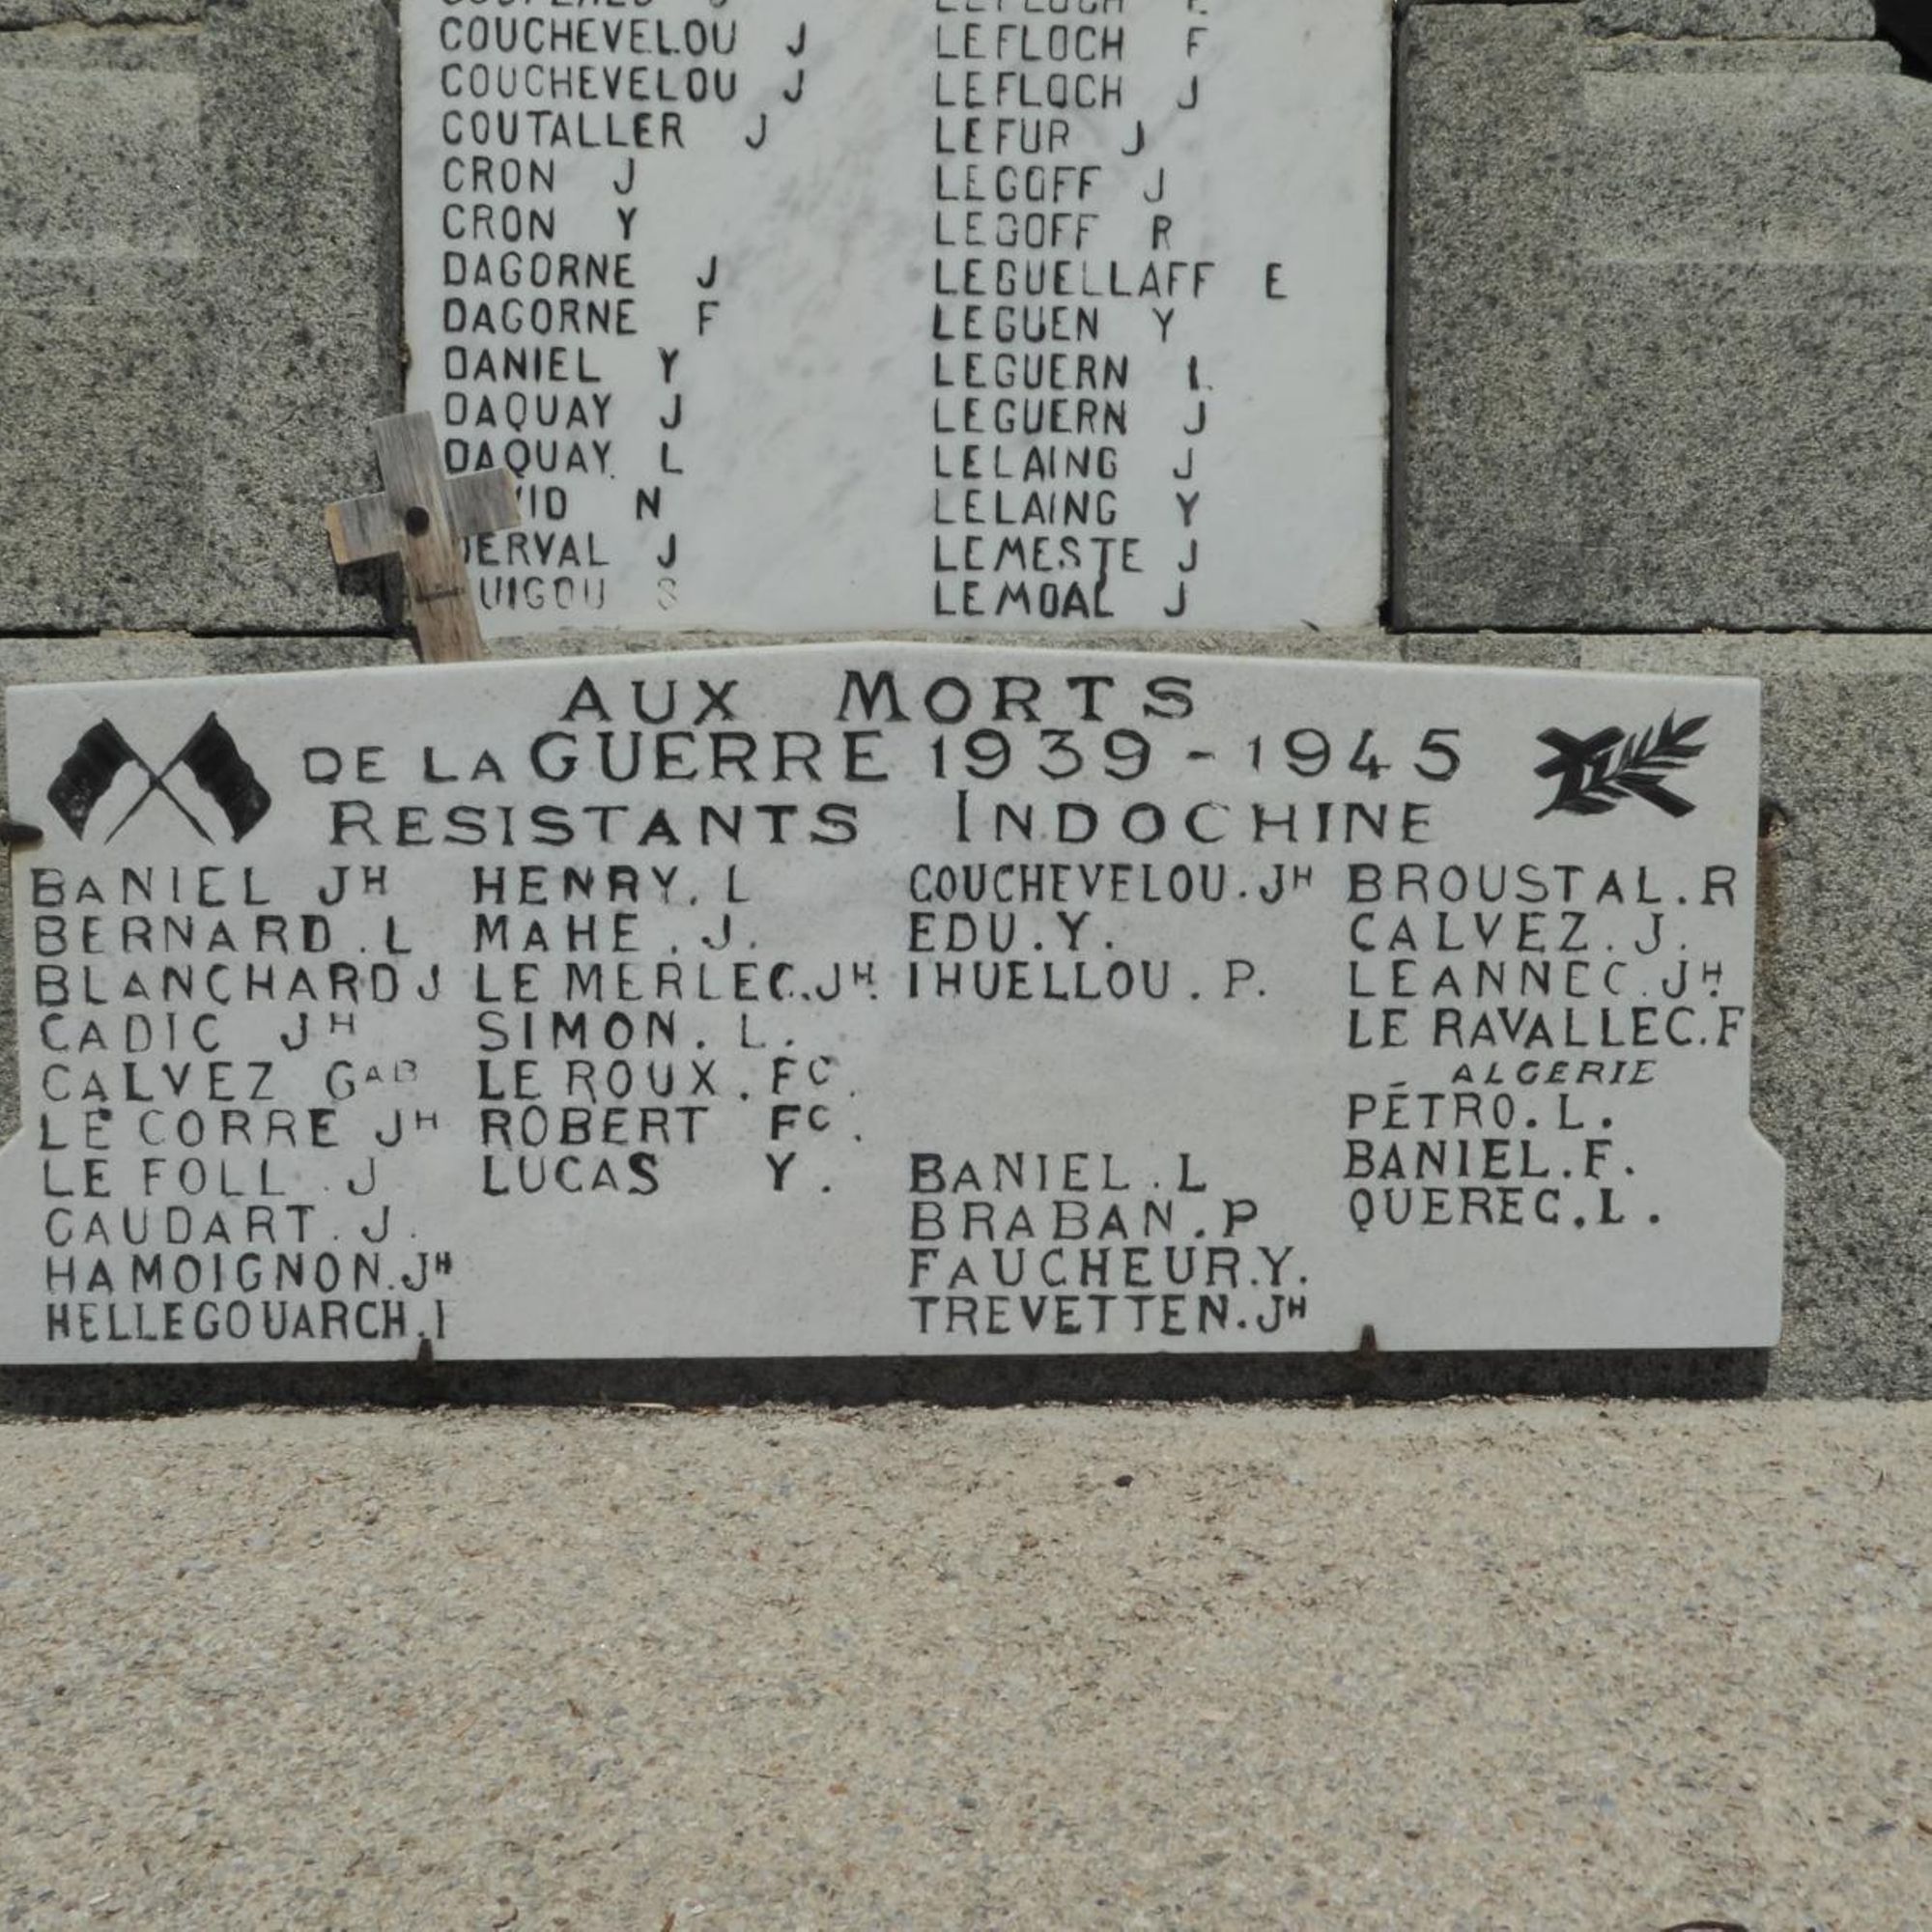 COUCHEVELOU J
COUCHEVELOU J
COUTALLER J
CRON J
CRON Y
DAGORNE J
DAGORNE F
DANIEL Y
DAQUAY J
DAQUAY L
VID N
ERVAL J
UIGOU S
LEFLOCH F
LEFLOCH J
LEFUR J
LEGOFF J
LEGOFF R
LEGUELLAFF E
LEGUEN Y
LEGUERN L
LEGUERN J
LELAING J
LELAING Y
LEMESTE J
LEMOAL J
AUX MORTS
DE LA GUERRE 1939-1945
RESISTANTS INDOCHINE
BANIEL JH
BERNARD.L
BLANCHARD J
CADIC JH
CALVEZ GAB
LE CORRE JH
LE FOLL.J
GAUDART.J.
HAMOIGNON.JH
HELLEGOUARCH.
HENRY.L
MAHE.J.
LE MERLEC.JH.
SIMON.L.
LE ROUX.FC.
ROBERT FC.
LUCAS Y.
COUCHEVELOU.JH
EDU.Y.
IHUELLOU.P.
BANIEL.L
BRABAN.P
FAUCHEUR.Y.
TREVETTEN.JH
BROUSTAL.R
CALVEZ.J.
LEANNEC.JH.
LE RAVALLEC.F
ALGERIE
PÉTRO.L.
BANIEL.F.
QUEREC.L.